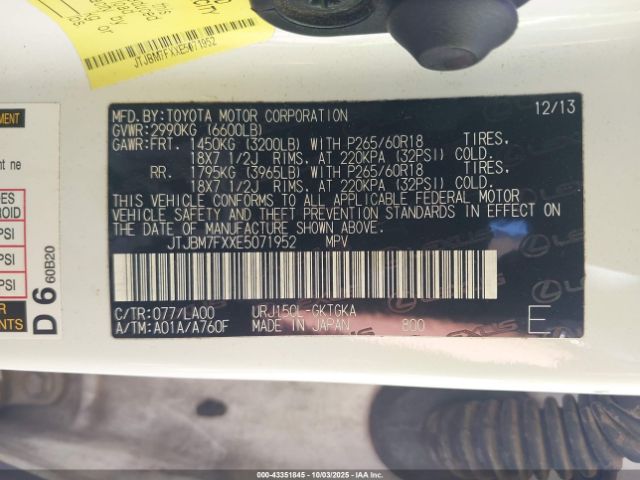 JTJBM7FXXE5071952
MFD.BY:TOYOTA MOTOR CORPORATION 12/13
GVWR:2990KG (6600LB)
GAWR:FRT. 1450KG (3200LB) WITH P265/60R18 TIRES,
18X7 1/2J RIMS, AT 220KPA (32PSI) COLD.
RR. 1795KG (3965LB) WITH P265/60R18 TIRES,
18X7 1/2J RIMS, AT 220KPA (32PSI) COLD.
THIS VEHICLE CONFORMS TO ALL APPLICABLE FEDERAL MOTOR
VEHICLE SAFETY AND THEFT PREVENTION STANDARDS IN EFFECT ON
THE DATE OF MANUFACTURE SHOWN ABOVE.
JTJBM7FXXE5071952 MPV
C/TR:077/LA00 URJ150L-GKTGKA
A/TM:A01A/A760F MADE IN JAPAN 800 E
LEXUS
PSI
PSI
D6 60B20
00-43351845 - 10/03/2025 - IAA Inc.